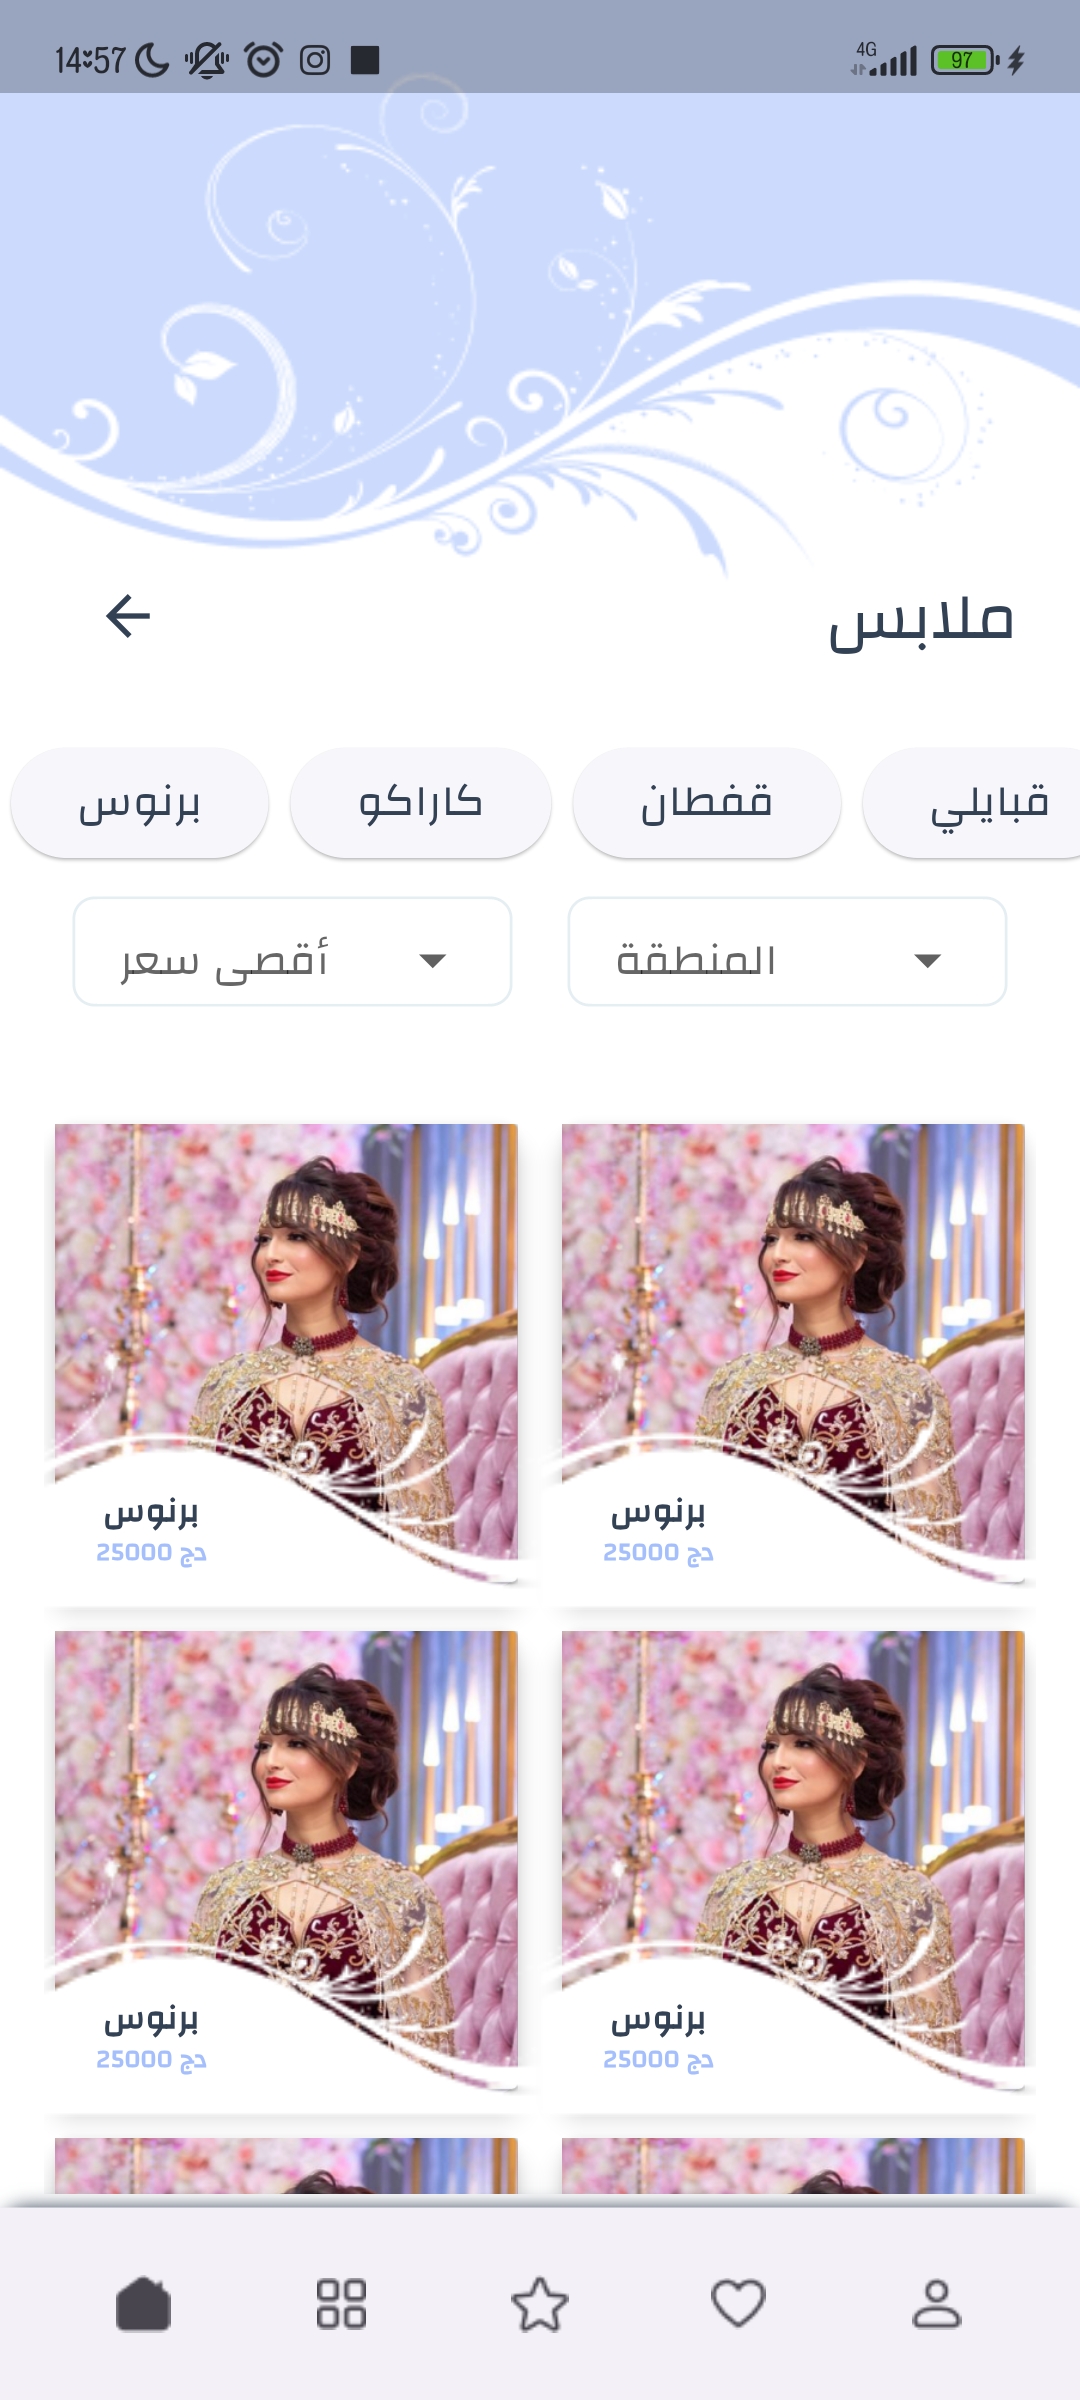 14:57
4G
97
ملابس
قبايلي
قفطان
كاراكو
برنوس
المنطقة
أقصى سعر
برنوس
25000 دج
برنوس
25000 دج
برنوس
25000 دج
برنوس
25000 دج